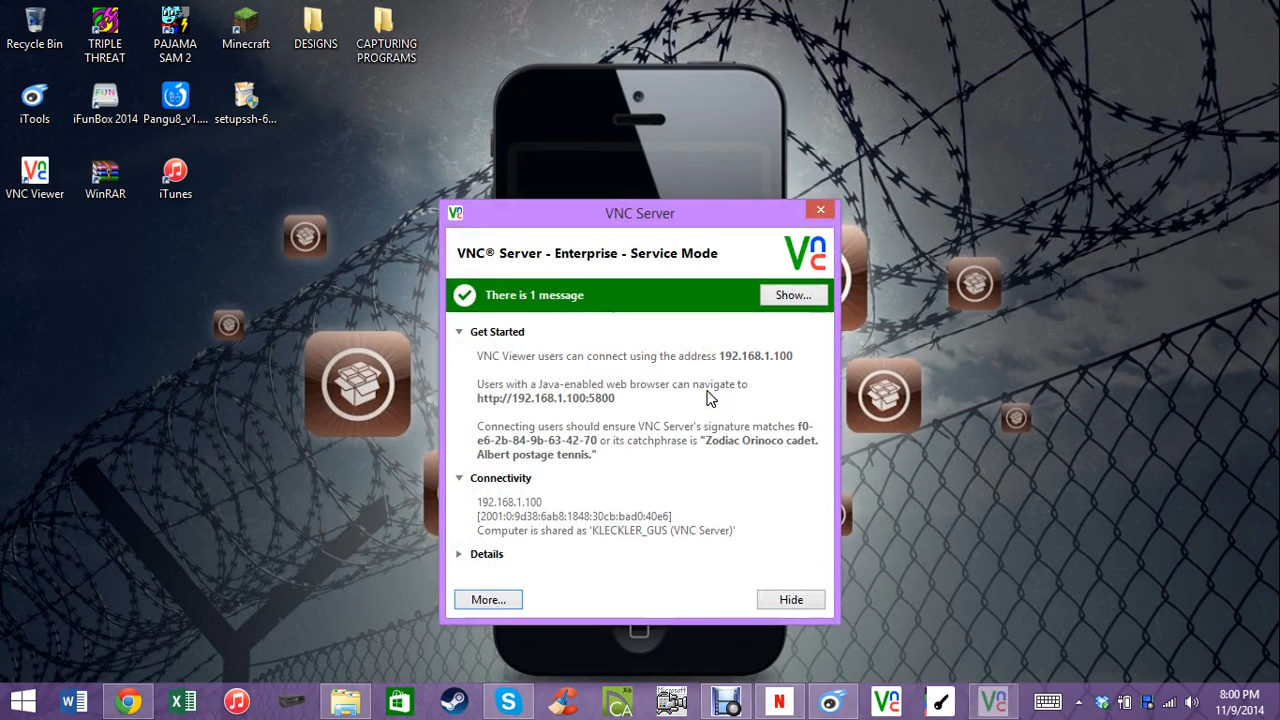 Recycle Bin
TRIPLE
THREAT
PAJAMA
SAM 2
Minecraft
DESIGNS
CAPTURING
PROGRAMS
iTools
FUN
iFunBox 2014
Pangu8_v1....
setupssh-6...
VNC Viewer
WinRAR
iTunes
VNC Server
VNC® Server - Enterprise - Service Mode
There is 1 message
Show...
Get Started
VNC Viewer users can connect using the address 192.168.1.100
Users with a Java-enabled web browser can navigate to
http://192.168.1.100:5800
Connecting users should ensure VNC Server's signature matches f0-
e6-2b-84-9b-63-42-70 or its catchphrase is "Zodiac Orinoco cadet.
Albert postage tennis."
Connectivity
192.168.1.100
[2001:0:9d38:6ab8:1848:30cb:bad0:40e6]
Computer is shared as 'KLECKLER_GUS (VNC Server)'
Details
More...
Hide
8:00 PM
11/9/2014